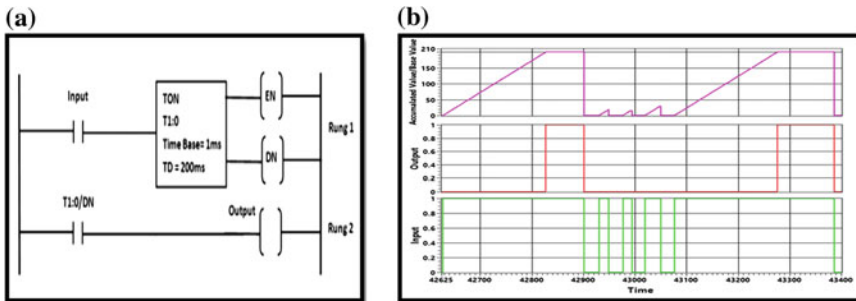 (a)
Input
TON
T1:0
Time Base= 1ms
TD = 200ms
EN
DN
Rung 1
T1:0/DN
Output
Rung 2
(b)
Accumulated Value/Base Value
210
150
100
50
0
Output
1
0.8
0.6
0.4
0.2
0
Input
1
0.8
0.6
0.4
0.2
0
42625 42700 42800 42900 43000 43100 43200 43300 43400
Time